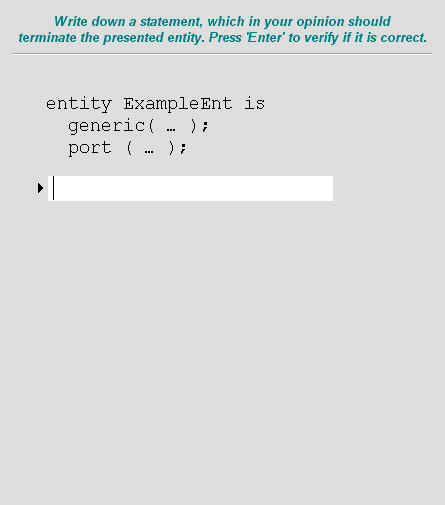 Write down a statement, which in your opinion should
terminate the presented entity. Press 'Enter' to verify if it is correct.
entity ExampleEnt is
generic( … );
port ( … );